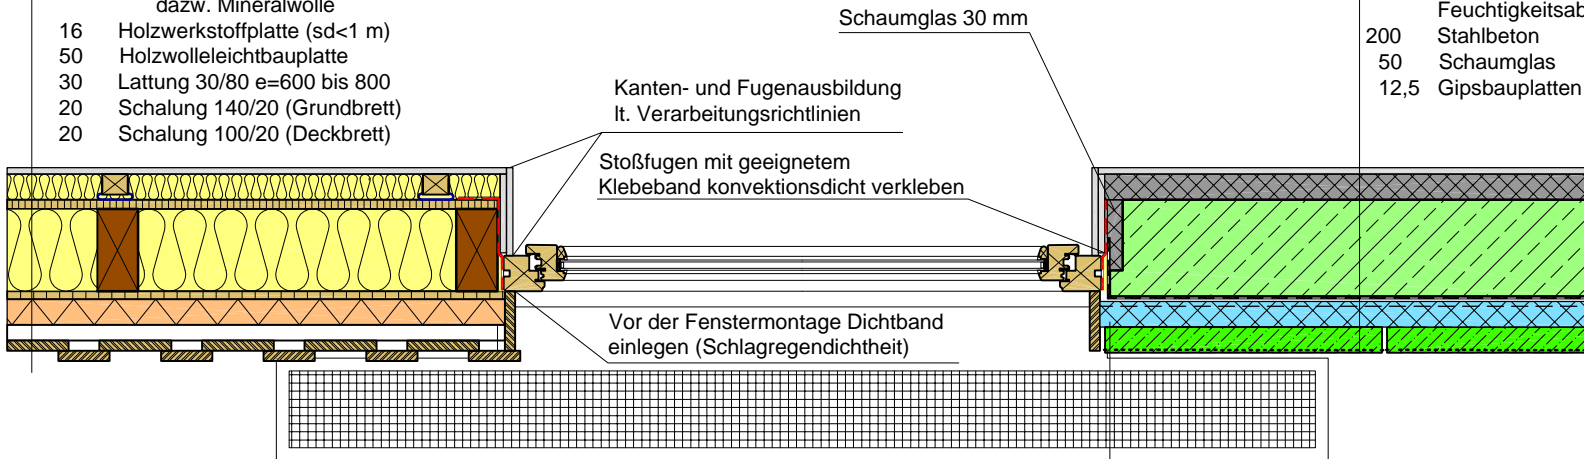 dazw. Mineralwolle
16 Holzwerkstoffplatte (sd<1 m)
50 Holzwolleleichtbauplatte
30 Lattung 30/80 e=600 bis 800
20 Schalung 140/20 (Grundbrett)
20 Schalung 100/20 (Deckbrett)
Schaumglas 30 mm
Kanten- und Fugenausbildung
lt. Verarbeitungsrichtlinien
Stoßfugen mit geeignetem
Klebeband konvektionsdicht verkleben
Vor der Fenstermontage Dichtband
einlegen (Schlagregendichtheit)
Feuchtigkeitsab
200 Stahlbeton
50 Schaumglas
12,5 Gipsbauplatten